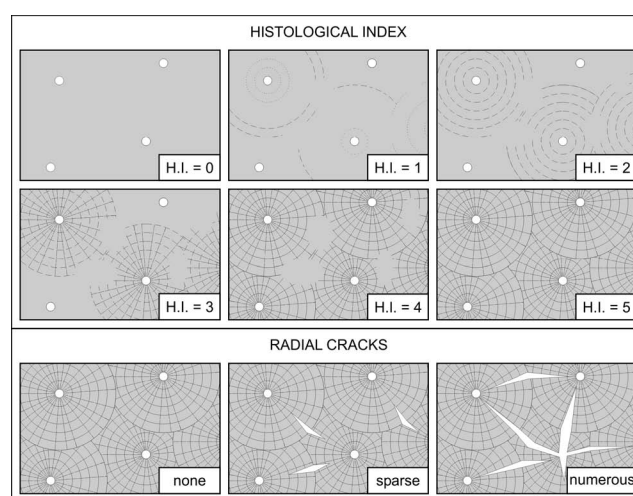 HISTOLOGICAL INDEX
H.I. = 0
H.I. = 1
H.I. = 2
H.I. = 3
H.I. = 4
H.I. = 5
RADIAL CRACKS
none
sparse
numerous